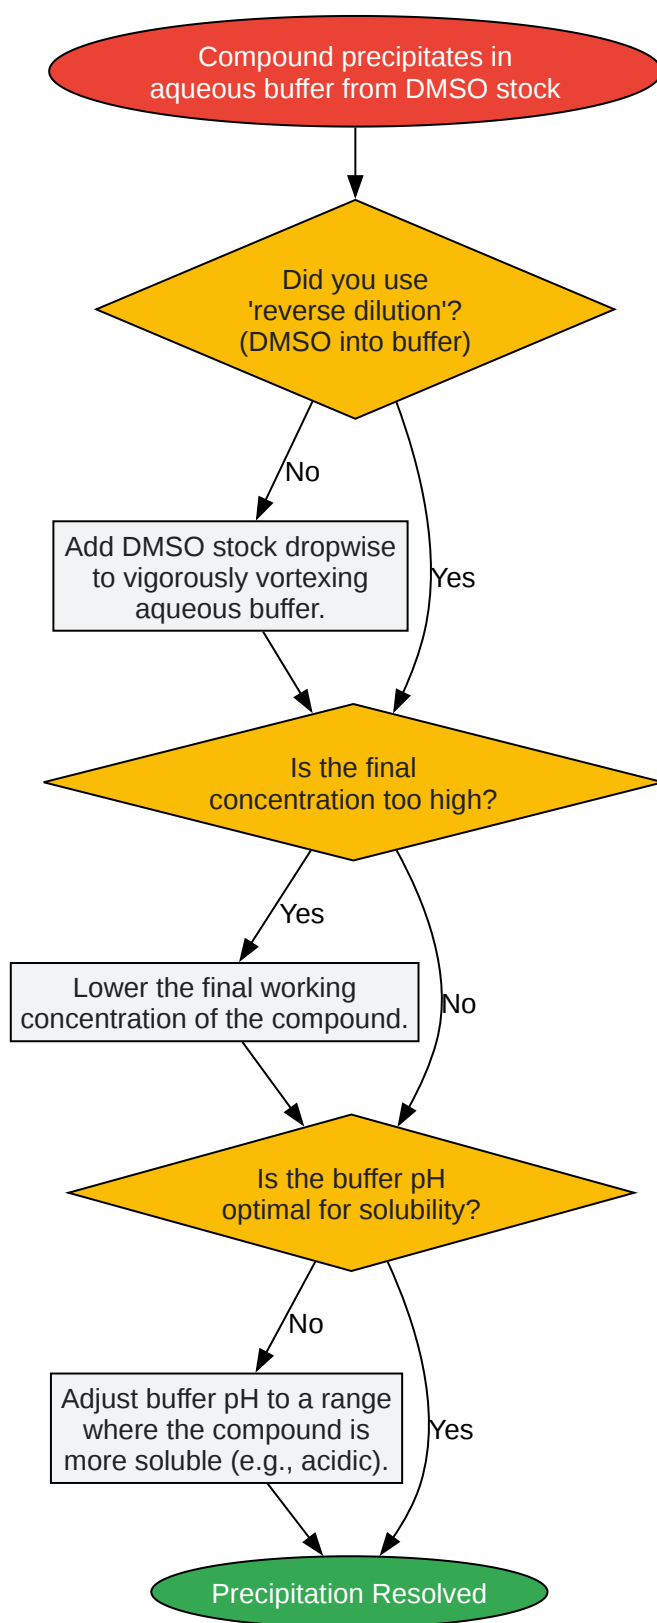 Compound precipitates in
aqueous buffer from DMSO stock
Did you use
'reverse dilution'?
(DMSO into buffer)
No
Yes
Add DMSO stock dropwise
to vigorously vortexing
aqueous buffer.
Is the final
concentration too high?
Yes
No
Lower the final working
concentration of the compound.
Is the buffer pH
optimal for solubility?
No
Yes
Adjust buffer pH to a range
where the compound is
more soluble (e.g., acidic).
Precipitation Resolved